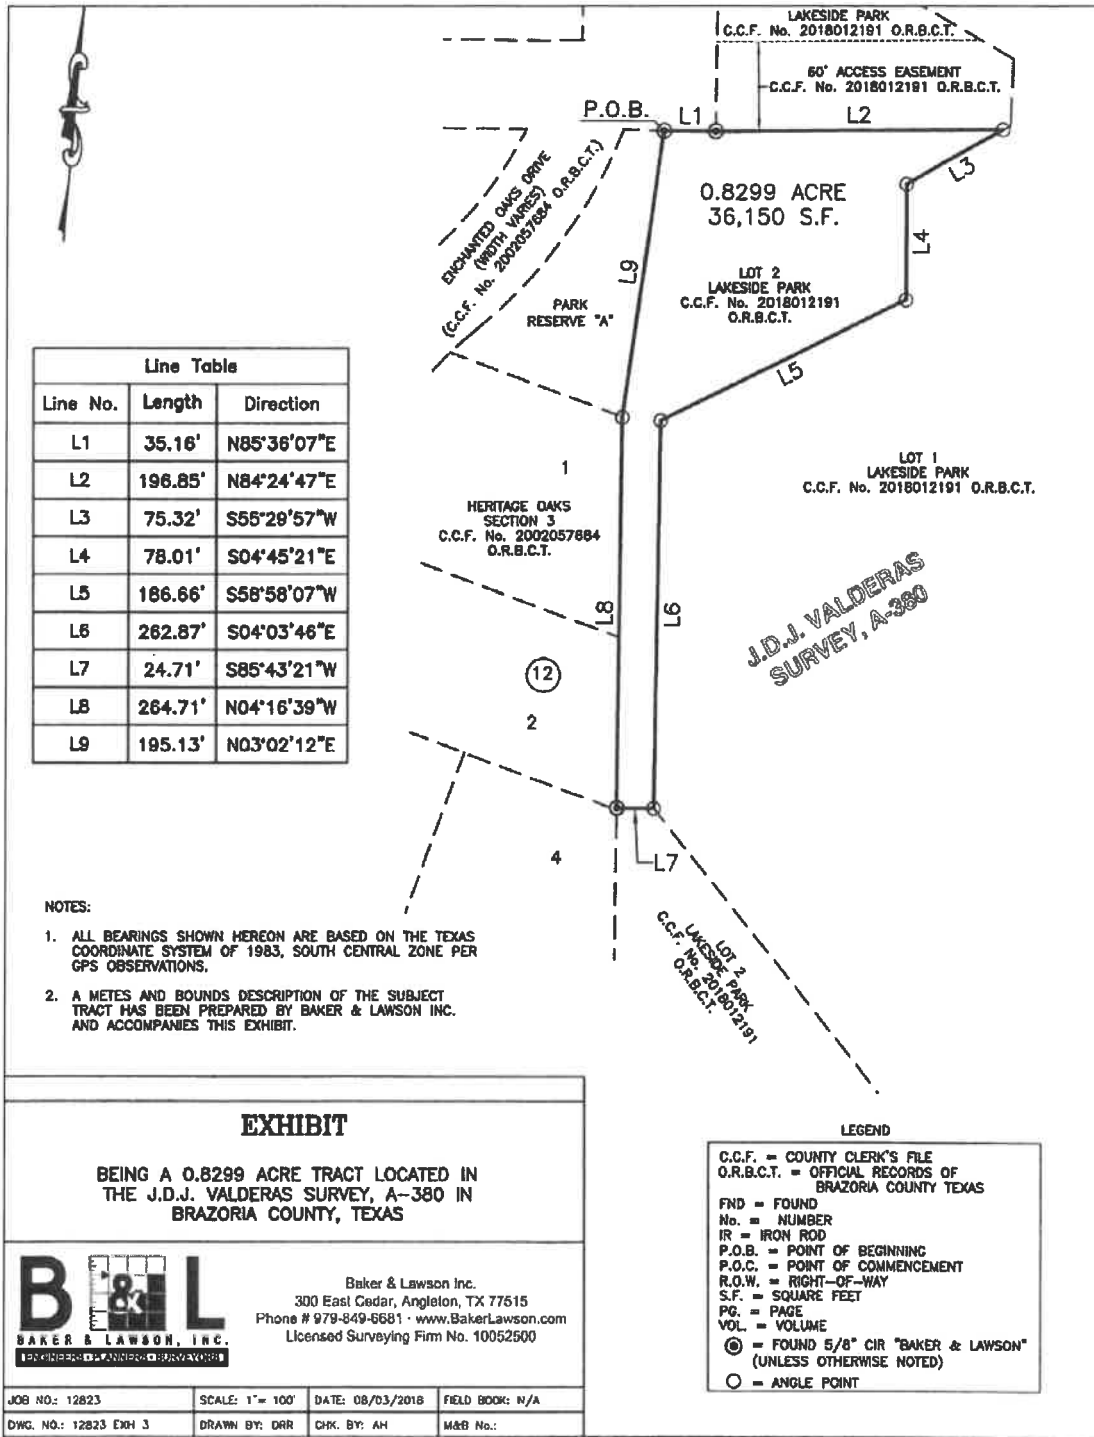 LAKESIDE PARK
C.C.F. No. 2018012191 O.R.B.C.T.
60' ACCESS EASEMENT
C.C.F. No. 2018012191 O.R.B.C.T.
P.O.B.
L1
L2
L3
0.8299 ACRE
36,150 S.F.
L4
ENCHANTED OAKS DRIVE
(WIDTH VARIES)
(C.C.F. No. 2002057684 O.R.B.C.T.)
L9
LOT 2
LAKESIDE PARK
C.C.F. No. 2018012191
O.R.B.C.T.
PARK
RESERVE "A"
L5
Line Table
Line No. Length Direction
L1 35.16' N85°36'07"E
L2 196.85' N84°24'47"E
L3 75.32' S55°29'57"W
L4 78.01' S04°45'21"E
L5 186.66' S58°58'07"W
L6 262.87' S04°03'46"E
L7 24.71' S85°43'21"W
L8 264.71' N04°16'39"W
L9 195.13' N03°02'12"E
1
HERITAGE OAKS
SECTION 3
C.C.F. No. 2002057684
O.R.B.C.T.
LOT 1
LAKESIDE PARK
C.C.F. No. 2018012191 O.R.B.C.T.
L8
L6
J.D.J. VALDERAS
SURVEY, A-380
12
2
4
L7
LOT 2
LAKESIDE PARK
C.C.F. No. 2018012191
O.R.B.C.T.
NOTES:
1. ALL BEARINGS SHOWN HEREON ARE BASED ON THE TEXAS
COORDINATE SYSTEM OF 1983, SOUTH CENTRAL ZONE PER
GPS OBSERVATIONS.
2. A METES AND BOUNDS DESCRIPTION OF THE SUBJECT
TRACT HAS BEEN PREPARED BY BAKER & LAWSON INC.
AND ACCOMPANIES THIS EXHIBIT.
EXHIBIT
BEING A 0.8299 ACRE TRACT LOCATED IN
THE J.D.J. VALDERAS SURVEY, A-380 IN
BRAZORIA COUNTY, TEXAS
B & L
BAKER & LAWSON, INC.
ENGINEERS • PLANNERS • SURVEYORS
Baker & Lawson Inc.
300 East Cedar, Angleton, TX 77515
Phone # 979-849-6681 · www.BakerLawson.com
Licensed Surveying Firm No. 10052500
JOB NO.: 12823 SCALE: 1"= 100' DATE: 08/03/2018 FIELD BOOK: N/A
DWG. NO.: 12823 EXH 3 DRAWN BY: DRR CHK. BY: AH M&B No.:
LEGEND
C.C.F. = COUNTY CLERK'S FILE
O.R.B.C.T. = OFFICIAL RECORDS OF
BRAZORIA COUNTY TEXAS
FND = FOUND
No. = NUMBER
IR = IRON ROD
P.O.B. = POINT OF BEGINNING
P.O.C. = POINT OF COMMENCEMENT
R.O.W. = RIGHT-OF-WAY
S.F. = SQUARE FEET
PG. = PAGE
VOL. = VOLUME
= FOUND 5/8" CIR "BAKER & LAWSON"
(UNLESS OTHERWISE NOTED)
= ANGLE POINT